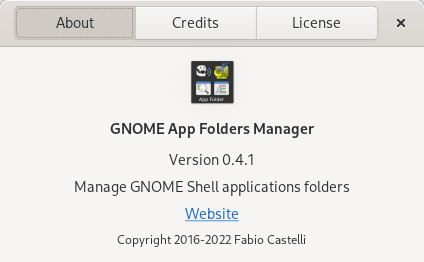 About
Credits
License
App Folder
GNOME App Folders Manager
Version 0.4.1
Manage GNOME Shell applications folders
Website
Copyright 2016-2022 Fabio Castelli